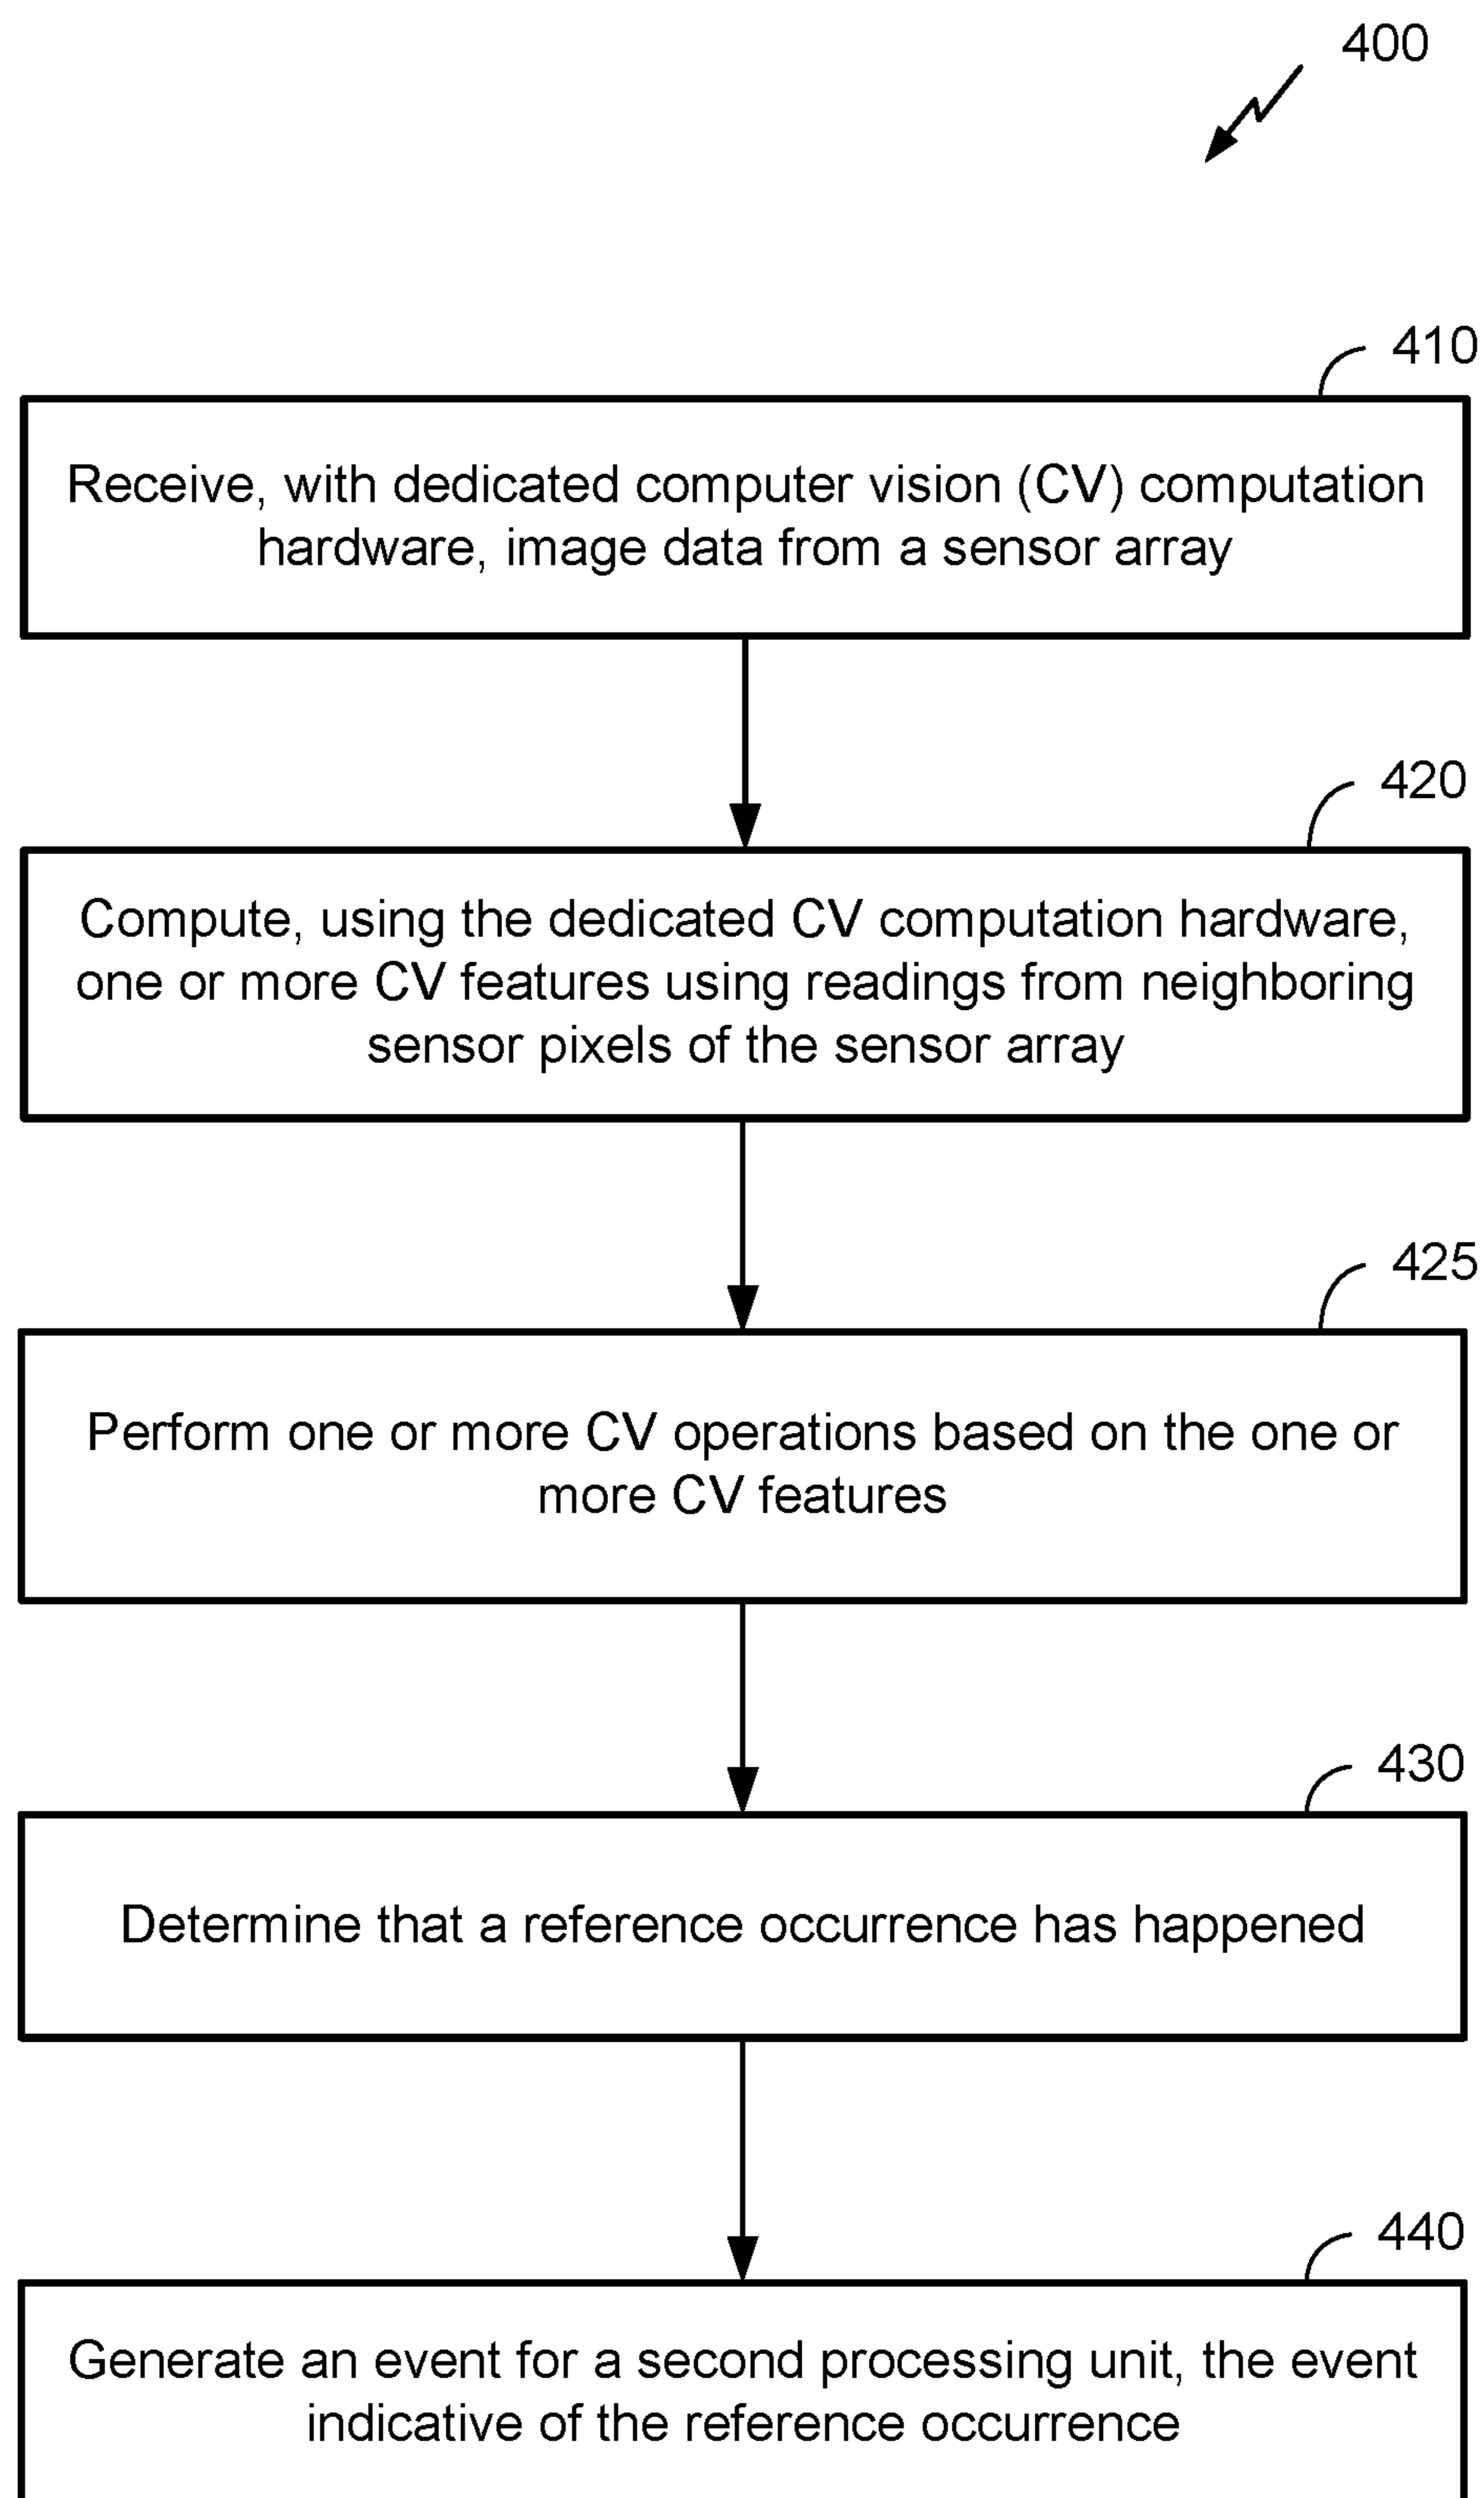 400
410
Receive, with dedicated computer vision (CV) computation
hardware, image data from a sensor array
420
Compute, using the dedicated CV computation hardware,
one or more CV features using readings from neighboring
sensor pixels of the sensor array
425
Perform one or more CV operations based on the one or
more CV features
430
Determine that a reference occurrence has happened
440
Generate an event for a second processing unit, the event
indicative of the reference occurrence